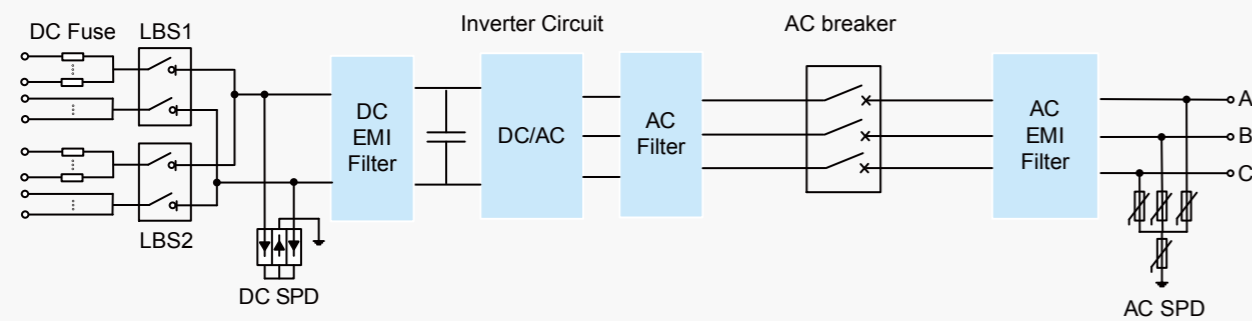 Inverter Circuit
AC breaker
DC Fuse
LBS1
DC
EMI
Filter
DC/AC
AC
Filter
AC
EMI
Filter
A
B
C
LBS2
DC SPD
AC SPD